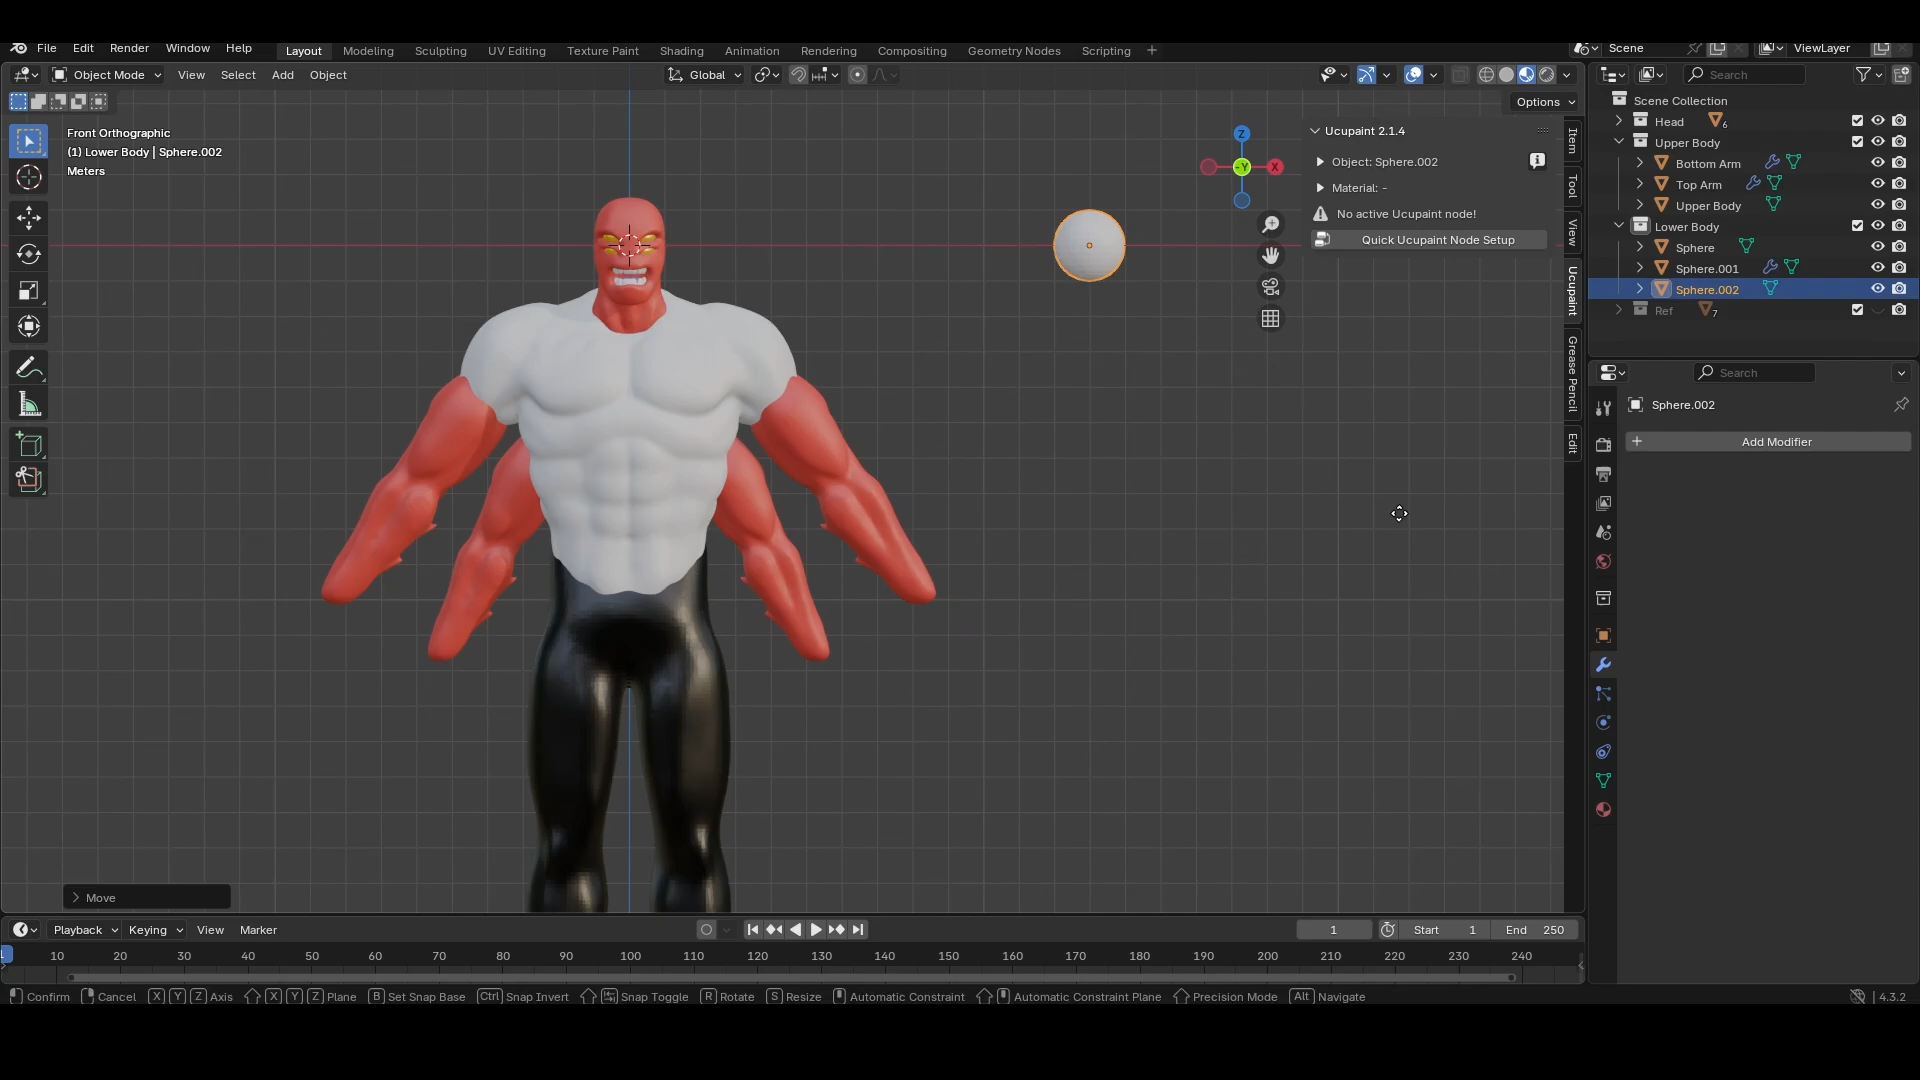 File Edit Render Window Help Layout Modeling Sculpting UV Editing Texture Paint Shading Animation Rendering Compositing Geometry Nodes Scripting Scene ViewLayer
Object Mode View Select Add Object Global Search
Options
Front Orthographic
(1) Lower Body | Sphere.002
Meters
Z
-Y
X
Ucupaint 2.1.4
Object: Sphere.002
Material: -
No active Ucupaint node!
Quick Ucupaint Node Setup
Item
Tool
View
Ucupaint
Grease Pencil
Edit
Scene Collection
Head 6
Upper Body
Bottom Arm
Top Arm
Upper Body
Lower Body
Sphere
Sphere.001
Sphere.002
Ref 7
Search
Sphere.002
Add Modifier
Move
Playback Keying View Marker 1 Start 1 End 250
1 10 20 30 40 50 60 70 80 90 100 110 120 130 140 150 160 170 180 190 200 210 220 230 240
Confirm Cancel X Y Z Axis X Y Z Plane B Set Snap Base Ctrl Snap Invert Snap Toggle R Rotate S Resize Automatic Constraint Automatic Constraint Plane Precision Mode Alt Navigate 4.3.2